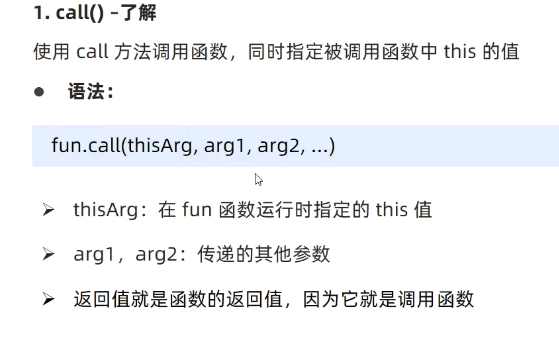 1. call() –了解
使用 call 方法调用函数，同时指定被调用函数中 this 的值
● 语法：
fun.call(thisArg, arg1, arg2, ...)
➢ thisArg：在 fun 函数运行时指定的 this 值
➢ arg1，arg2：传递的其他参数
➢ 返回值就是函数的返回值，因为它就是调用函数